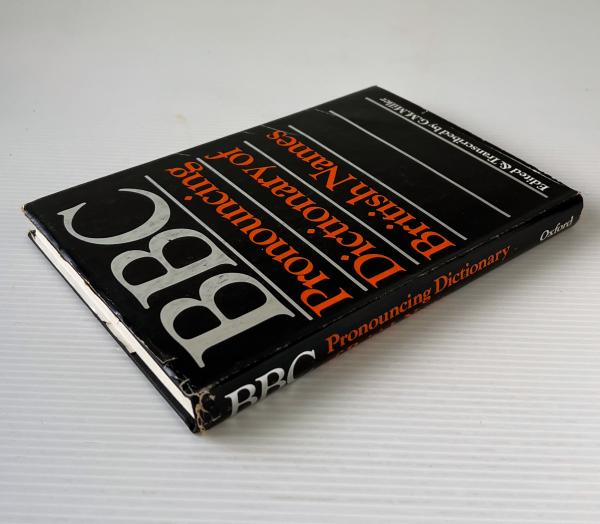 BBC
Pronouncing
Dictionary of
British Names
Edited & Transcribed by G.M. Miller
BBC
Pronouncing Dictionary
Oxford